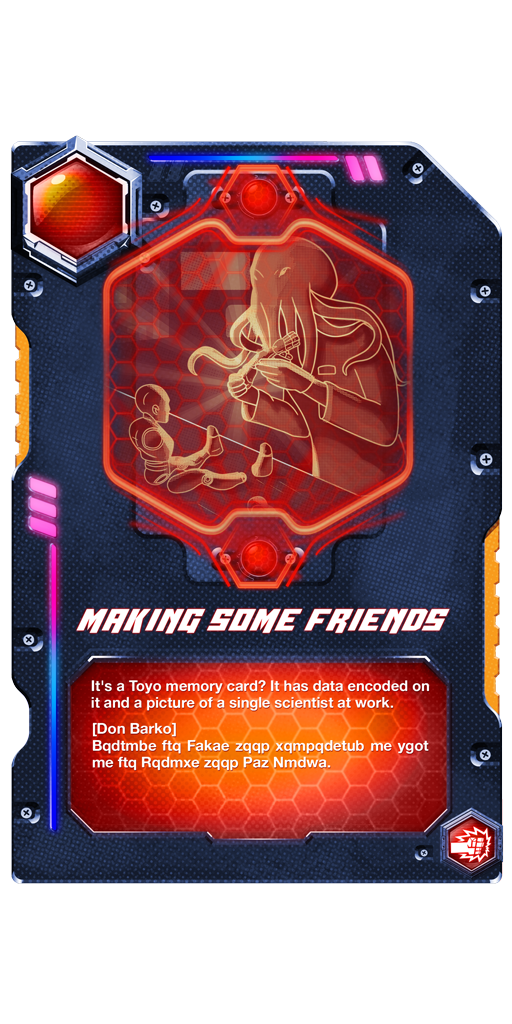 MAKING SOME FRIENDS
It's a Toyo memory card? It has data encoded on
it and a picture of a single scientist at work.
[Don Barko]
Bqdtmbe ftq Fakae zqqp xqmpqdetub me ygot
me ftq Rqdmxe zqqp Paz Nmdwa.